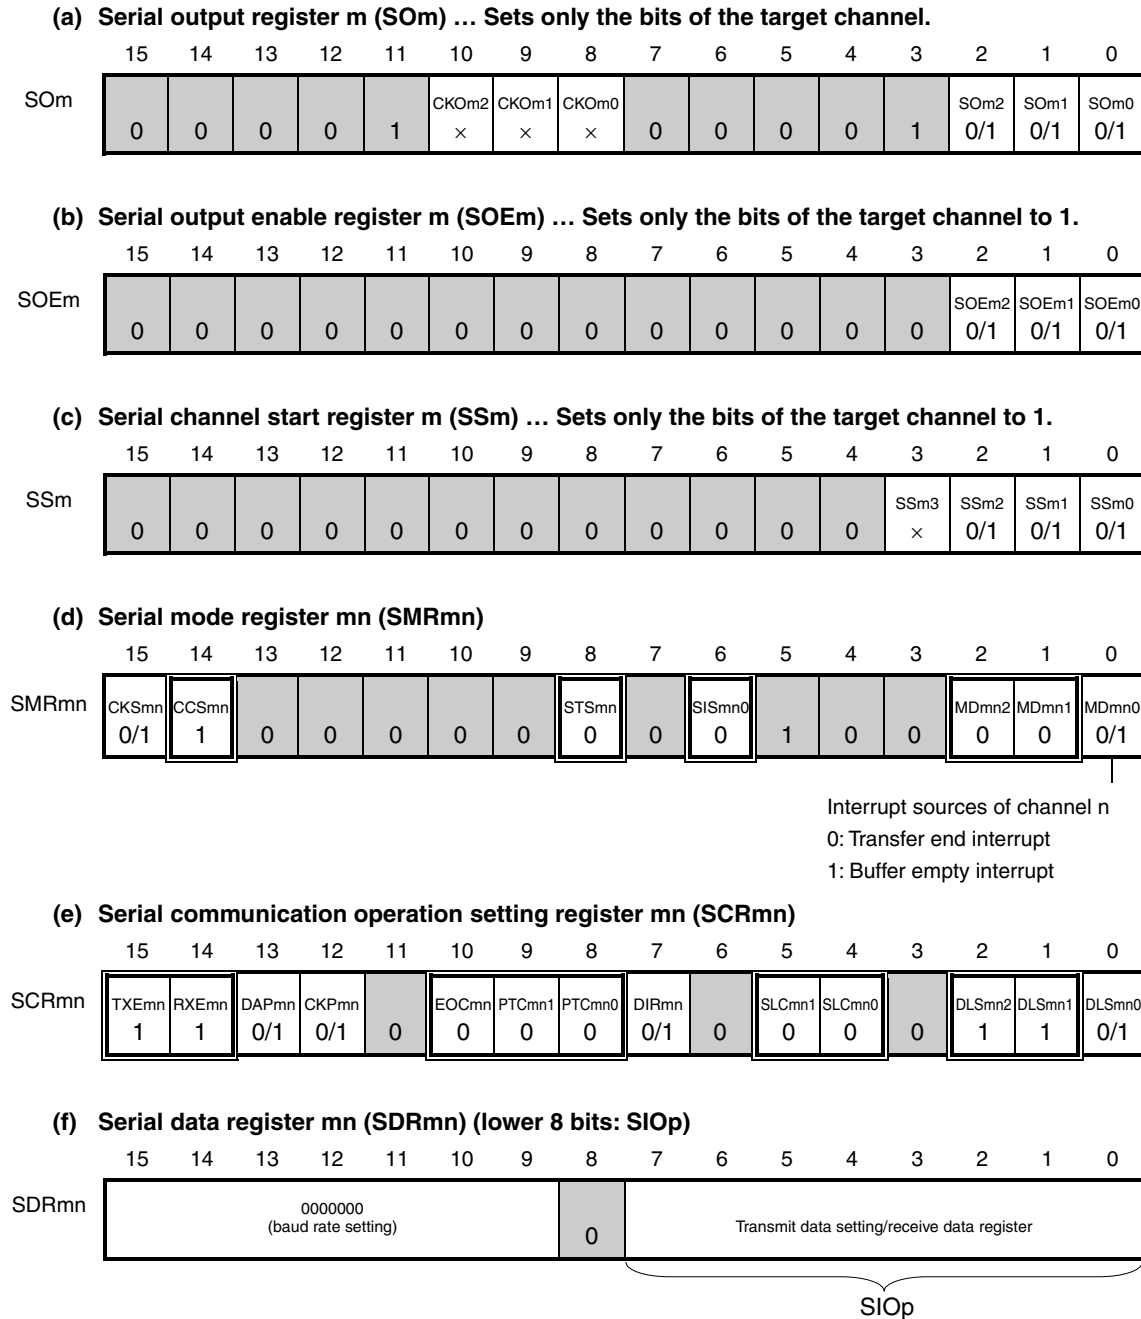 (a) Serial output register m (SOm) … Sets only the bits of the target channel.
15 14 13 12 11 10 9 8 7 6 5 4 3 2 1 0
SOm
CKOm2 CKOm1 CKOm0 SOm2 SOm1 SOm0
0 0 0 0 1 × × × 0 0 0 0 1 0/1 0/1 0/1
(b) Serial output enable register m (SOEm) … Sets only the bits of the target channel to 1.
15 14 13 12 11 10 9 8 7 6 5 4 3 2 1 0
SOEm
SOEm2 SOEm1 SOEm0
0 0 0 0 0 0 0 0 0 0 0 0 0 0/1 0/1 0/1
(c) Serial channel start register m (SSm) … Sets only the bits of the target channel to 1.
15 14 13 12 11 10 9 8 7 6 5 4 3 2 1 0
SSm
SSm3 SSm2 SSm1 SSm0
0 0 0 0 0 0 0 0 0 0 0 0 × 0/1 0/1 0/1
(d) Serial mode register mn (SMRmn)
15 14 13 12 11 10 9 8 7 6 5 4 3 2 1 0
SMRmn
CKSmn CCSmn STSmn SISmn0 MDmn2 MDmn1 MDmn0
0/1 1 0 0 0 0 0 0 0 0 1 0 0 0 0 0/1
Interrupt sources of channel n
0: Transfer end interrupt
1: Buffer empty interrupt
(e) Serial communication operation setting register mn (SCRmn)
15 14 13 12 11 10 9 8 7 6 5 4 3 2 1 0
SCRmn
TXEmn RXEmn DAPmn CKPmn EOCmn PTCmn1 PTCmn0 DIRmn SLCmn1 SLCmn0 DLSmn2 DLSmn1 DLSmn0
1 1 0/1 0/1 0 0 0 0 0/1 0 0 0 0 1 1 0/1
(f) Serial data register mn (SDRmn) (lower 8 bits: SIOp)
15 14 13 12 11 10 9 8 7 6 5 4 3 2 1 0
SDRmn
0000000
(baud rate setting)
0
Transmit data setting/receive data register
SIOp